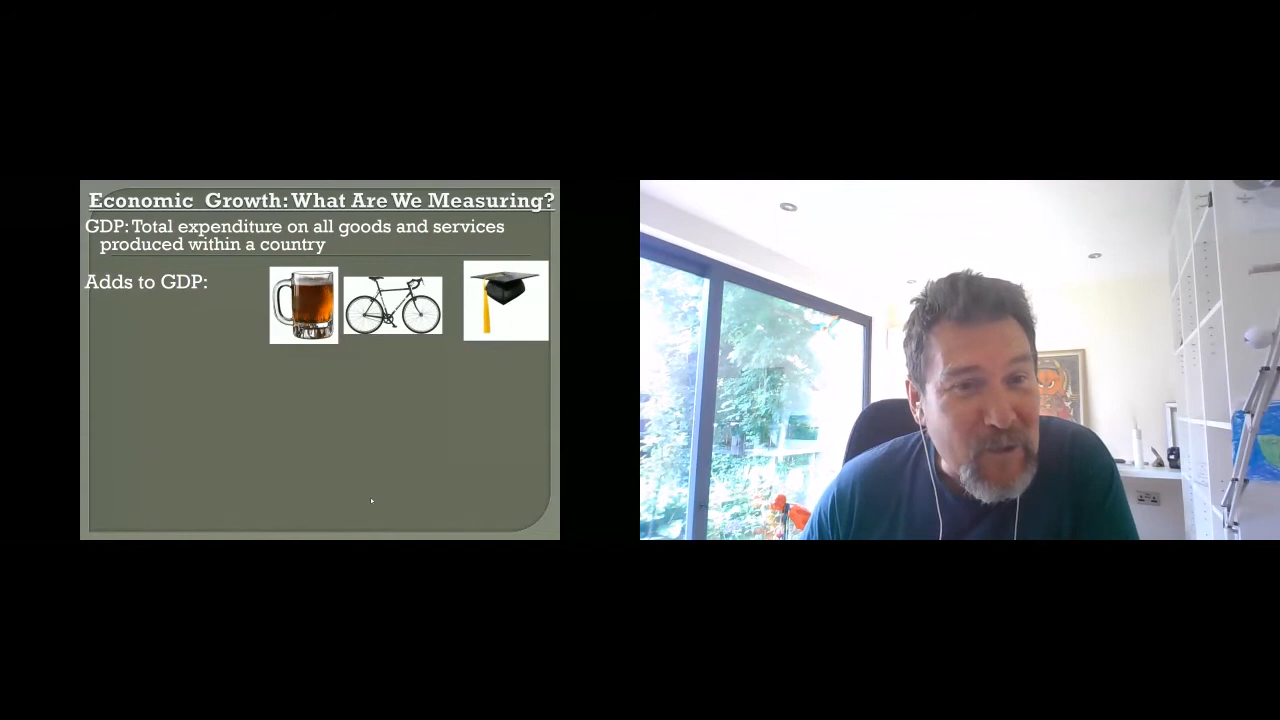 Economic Growth: What Are We Measuring?
GDP: Total expenditure on all goods and services
produced within a country
Adds to GDP: